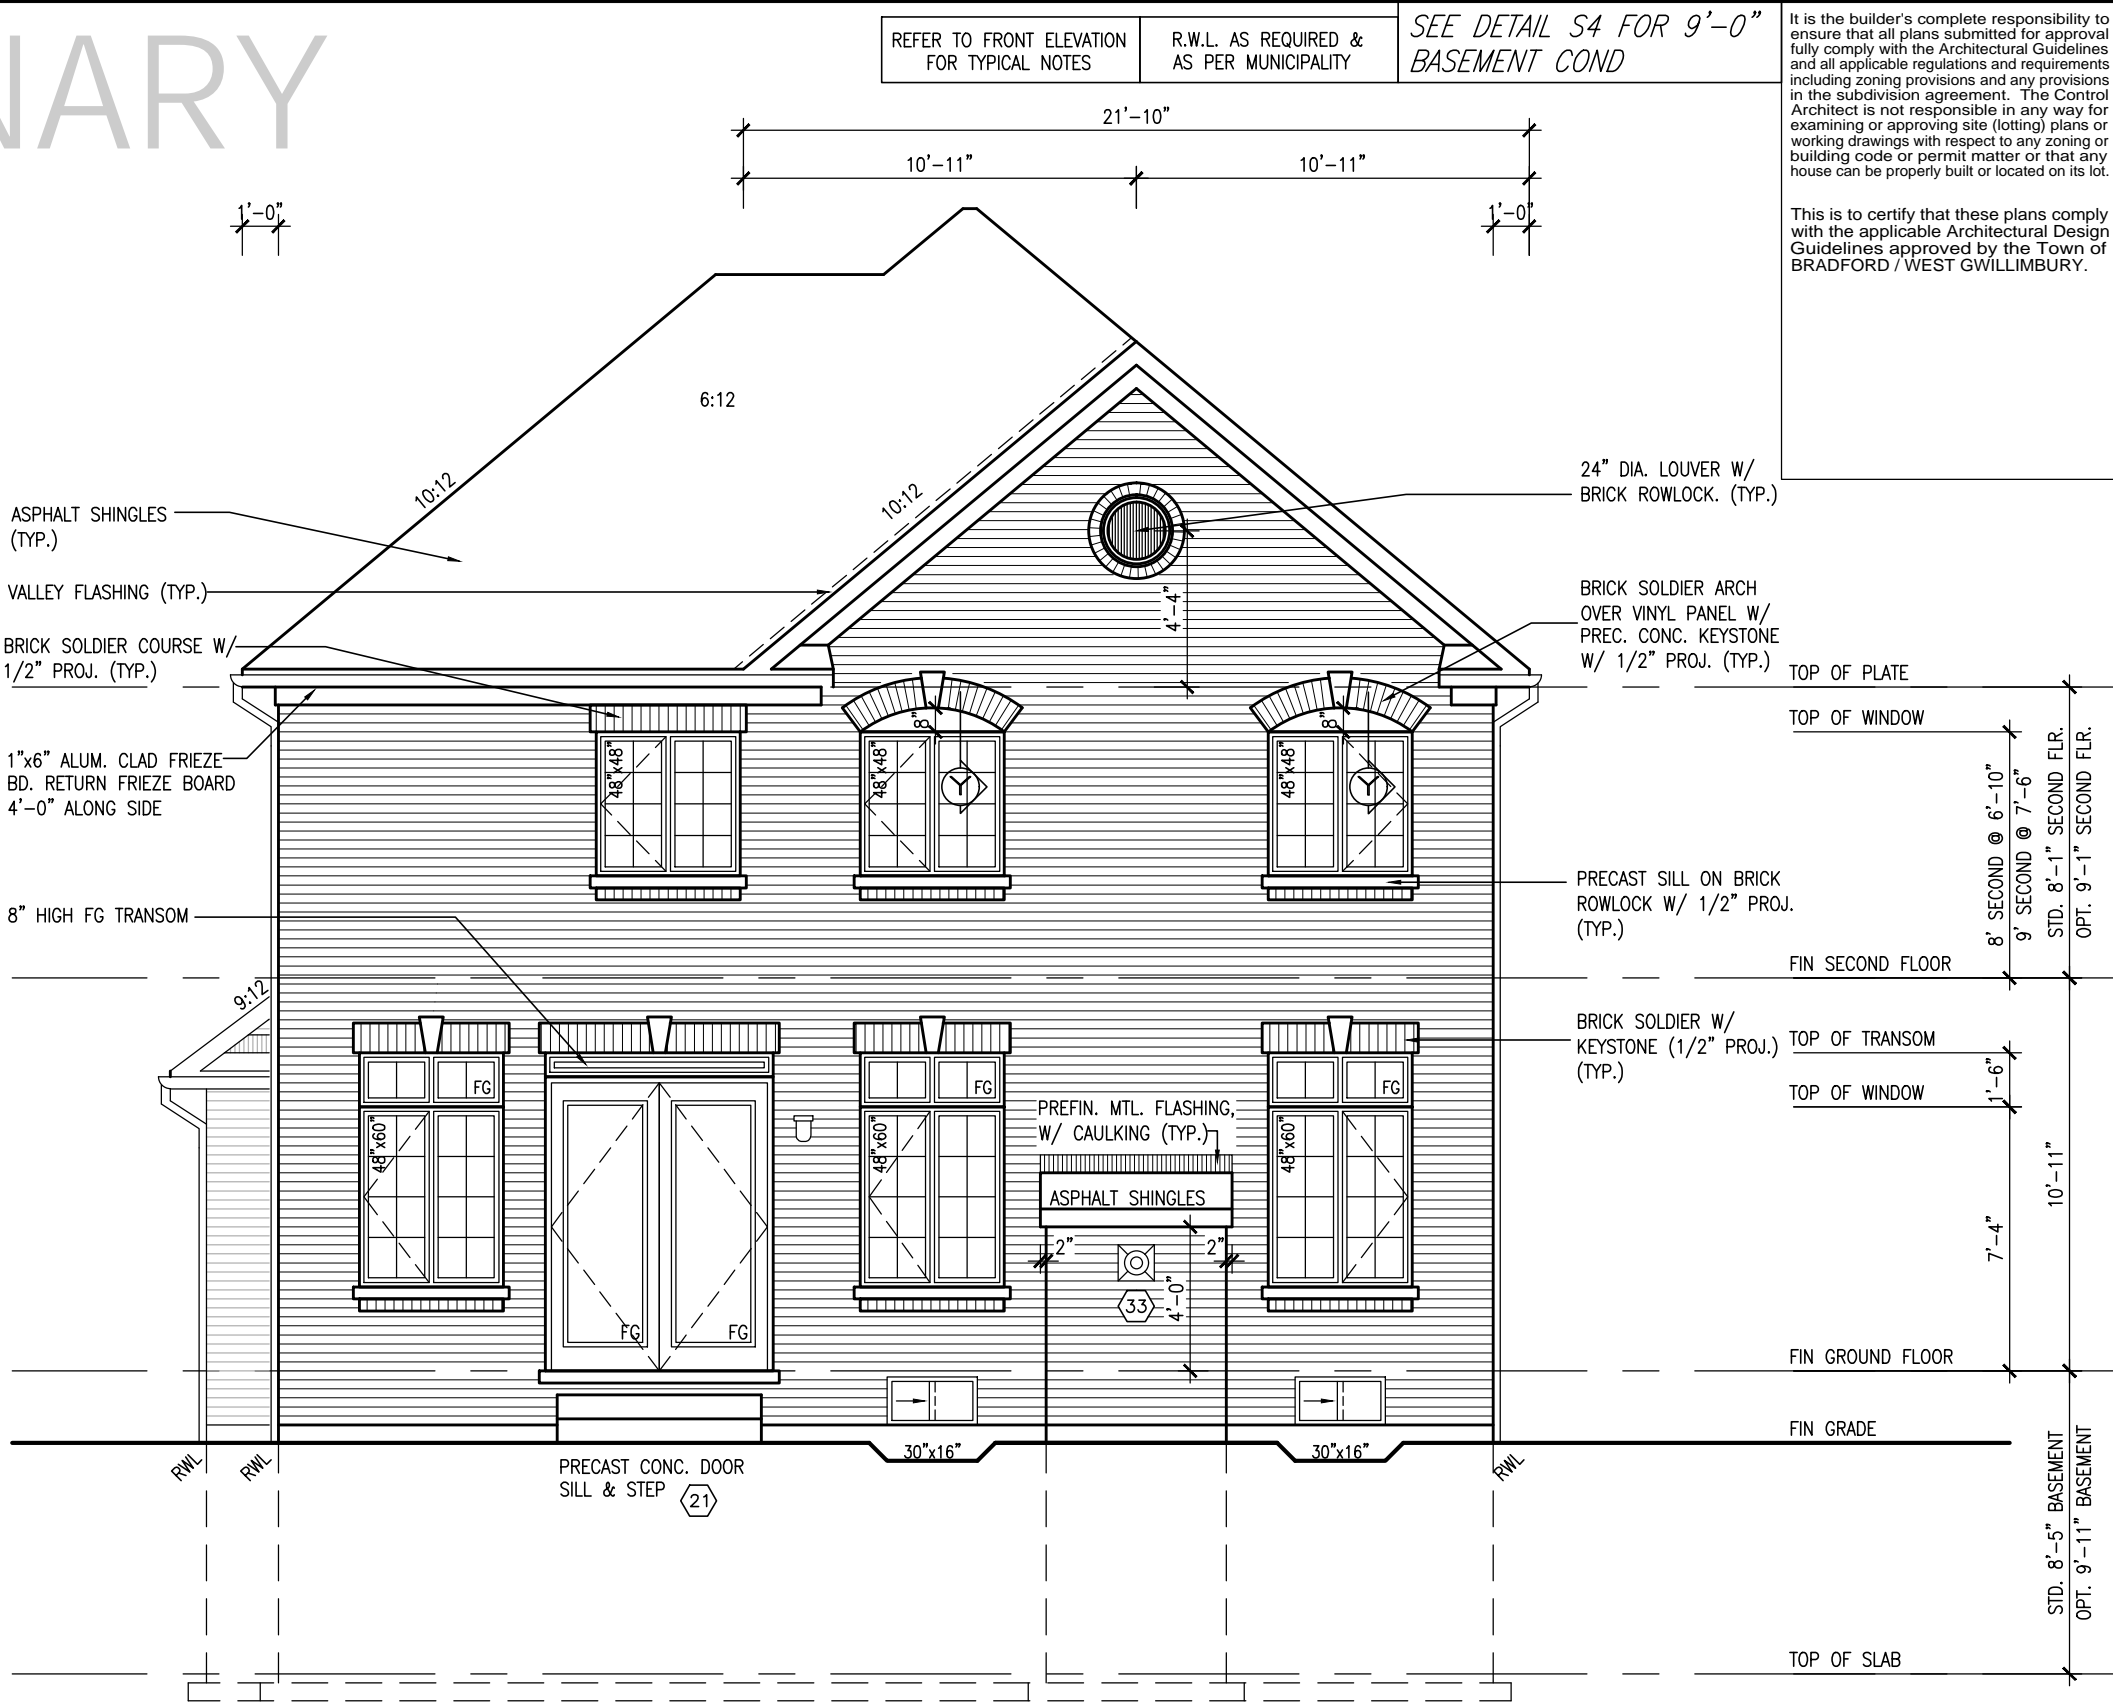 NARY
REFER TO FRONT ELEVATION
FOR TYPICAL NOTES
R.W.L. AS REQUIRED &
AS PER MUNICIPALITY
SEE DETAIL S4 FOR 9'-0"
BASEMENT COND
It is the builder's complete responsibility to
ensure that all plans submitted for approval
fully comply with the Architectural Guidelines
and all applicable regulations and requirements
including zoning provisions and any provisions
in the subdivision agreement. The Control
Architect is not responsible in any way for
examining or approving site (lotting) plans or
working drawings with respect to any zoning or
building code or permit matter or that any
house can be properly built or located on its lot.
This is to certify that these plans comply
with the applicable Architectural Design
Guidelines approved by the Town of
BRADFORD / WEST GWILLIMBURY.
21'-10"
10'-11"
10'-11"
1'-0"
1'-0"
6:12
10:12
10:12
24" DIA. LOUVER W/
BRICK ROWLOCK. (TYP.)
ASPHALT SHINGLES
(TYP.)
VALLEY FLASHING (TYP.)
BRICK SOLDIER COURSE W/
1/2" PROJ. (TYP.)
4'-4"
BRICK SOLDIER ARCH
OVER VINYL PANEL W/
PREC. CONC. KEYSTONE
W/ 1/2" PROJ. (TYP.)
TOP OF PLATE
TOP OF WINDOW
8"
8"
1"x6" ALUM. CLAD FRIEZE
BD. RETURN FRIEZE BOARD
4'-0" ALONG SIDE
48"x48"
48"x48"
Y
48"x48"
Y
8' SECOND @ 6'-10"
9' SECOND @ 7'-6"
STD. 8'-1" SECOND FLR.
OPT. 9'-1" SECOND FLR.
PRECAST SILL ON BRICK
ROWLOCK W/ 1/2" PROJ.
(TYP.)
8" HIGH FG TRANSOM
FIN SECOND FLOOR
9:12
BRICK SOLDIER W/
KEYSTONE (1/2" PROJ.)
(TYP.)
TOP OF TRANSOM
1'-6"
TOP OF WINDOW
FG
FG
FG
PREFIN. MTL. FLASHING,
W/ CAULKING (TYP.)
48"x60"
48"x60"
48"x60"
ASPHALT SHINGLES
10'-11"
7'-4"
2"
2"
33
4'-0"
FG
FG
FIN GROUND FLOOR
FIN GRADE
30"x16"
30"x16"
RWL
RWL
RWL
PRECAST CONC. DOOR
SILL & STEP
21
STD. 8'-5" BASEMENT
OPT. 9'-11" BASEMENT
TOP OF SLAB